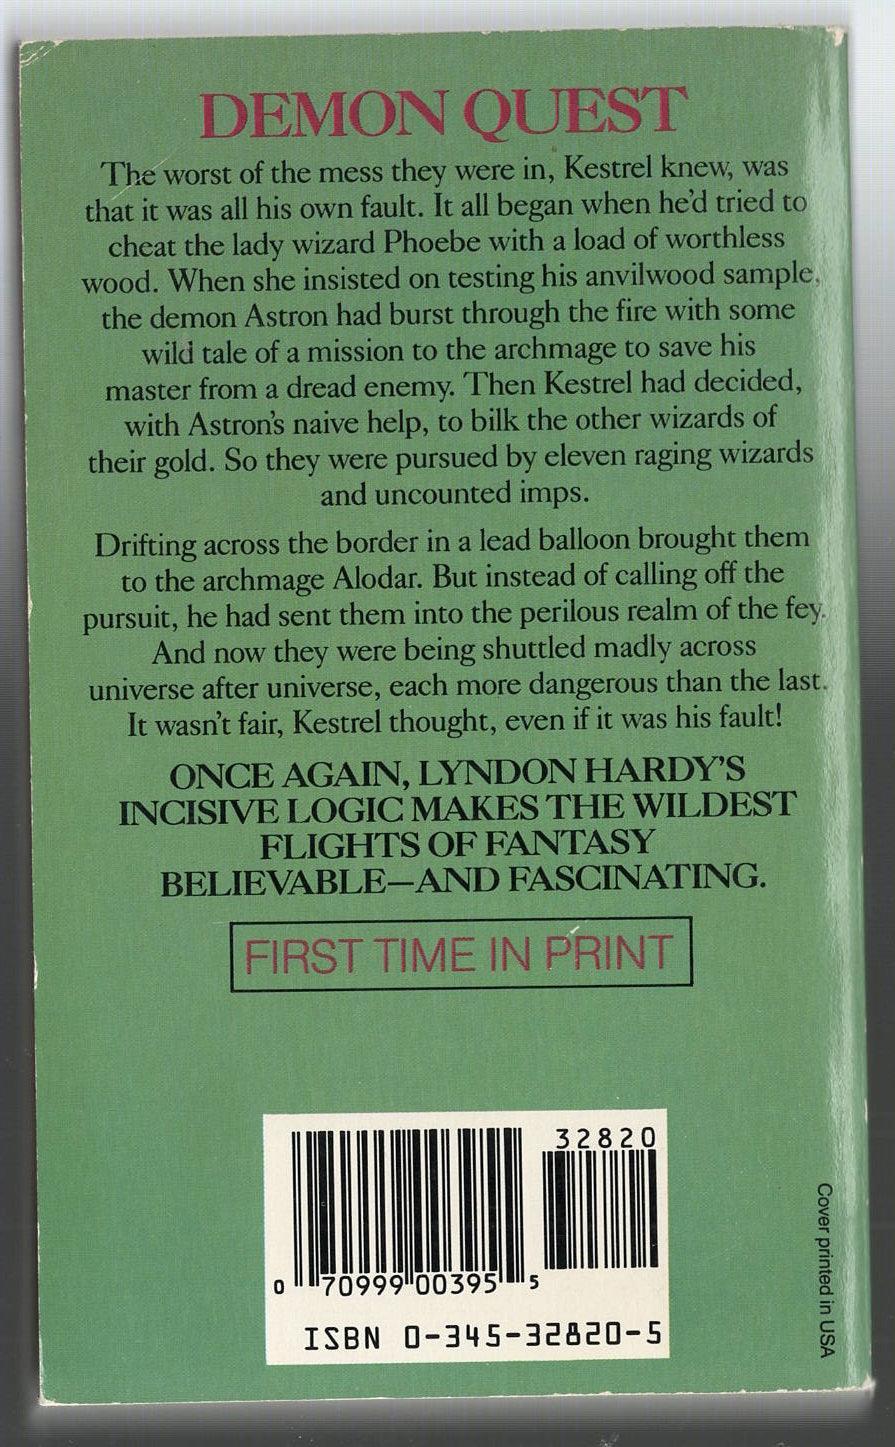 DEMON QUEST
The worst of the mess they were in, Kestrel knew, was
that it was all his own fault. It all began when he'd tried to
cheat the lady wizard Phoebe with a load of worthless
wood. When she insisted on testing his anvilwood sample,
the demon Astron had burst through the fire with some
wild tale of a mission to the archmage to save his
master from a dread enemy. Then Kestrel had decided,
with Astron's naive help, to bilk the other wizards of
their gold. So they were pursued by eleven raging wizards
and uncounted imps.
Drifting across the border in a lead balloon brought them
to the archmage Alodar. But instead of calling off the
pursuit, he had sent them into the perilous realm of the fey.
And now they were being shuttled madly across
universe after universe, each more dangerous than the last.
It wasn't fair, Kestrel thought, even if it was his fault!
ONCE AGAIN, LYNDON HARDY'S
INCISIVE LOGIC MAKES THE WILDEST
FLIGHTS OF FANTASY
BELIEVABLE—AND FASCINATING.
FIRST TIME IN PRINT
32820
0 70999 00395 5
ISBN 0-345-32820-5
Cover printed in USA